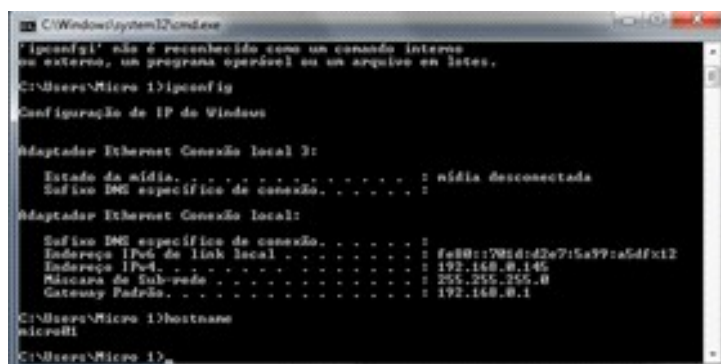 C:\Windows\system32\cmd.exe
'ipconfgi' não é reconhecido como um comando interno
ou externo, um programa operável ou um arquivo em lotes.
C:\Users\Micro 1>ipconfig
Configuração de IP do Windows
Adaptador Ethernet Conexão local 3:
Estado da mídia. . . . . . . . . . . . . . : mídia desconectada
Sufixo DNS específico de conexão. . . . . . :
Adaptador Ethernet Conexão local:
Sufixo DNS específico de conexão. . . . . . :
Endereço IPv6 de link local . . . . . . . . : fe80::701d:d2e7:5a99:a5df%12
Endereço IPv4. . . . . . . . . . . . . . . : 192.168.0.145
Máscara de Sub-rede . . . . . . . . . . . . : 255.255.255.0
Gateway Padrão. . . . . . . . . . . . . . . : 192.168.0.1
C:\Users\Micro 1>hostname
micro01
C:\Users\Micro 1>_